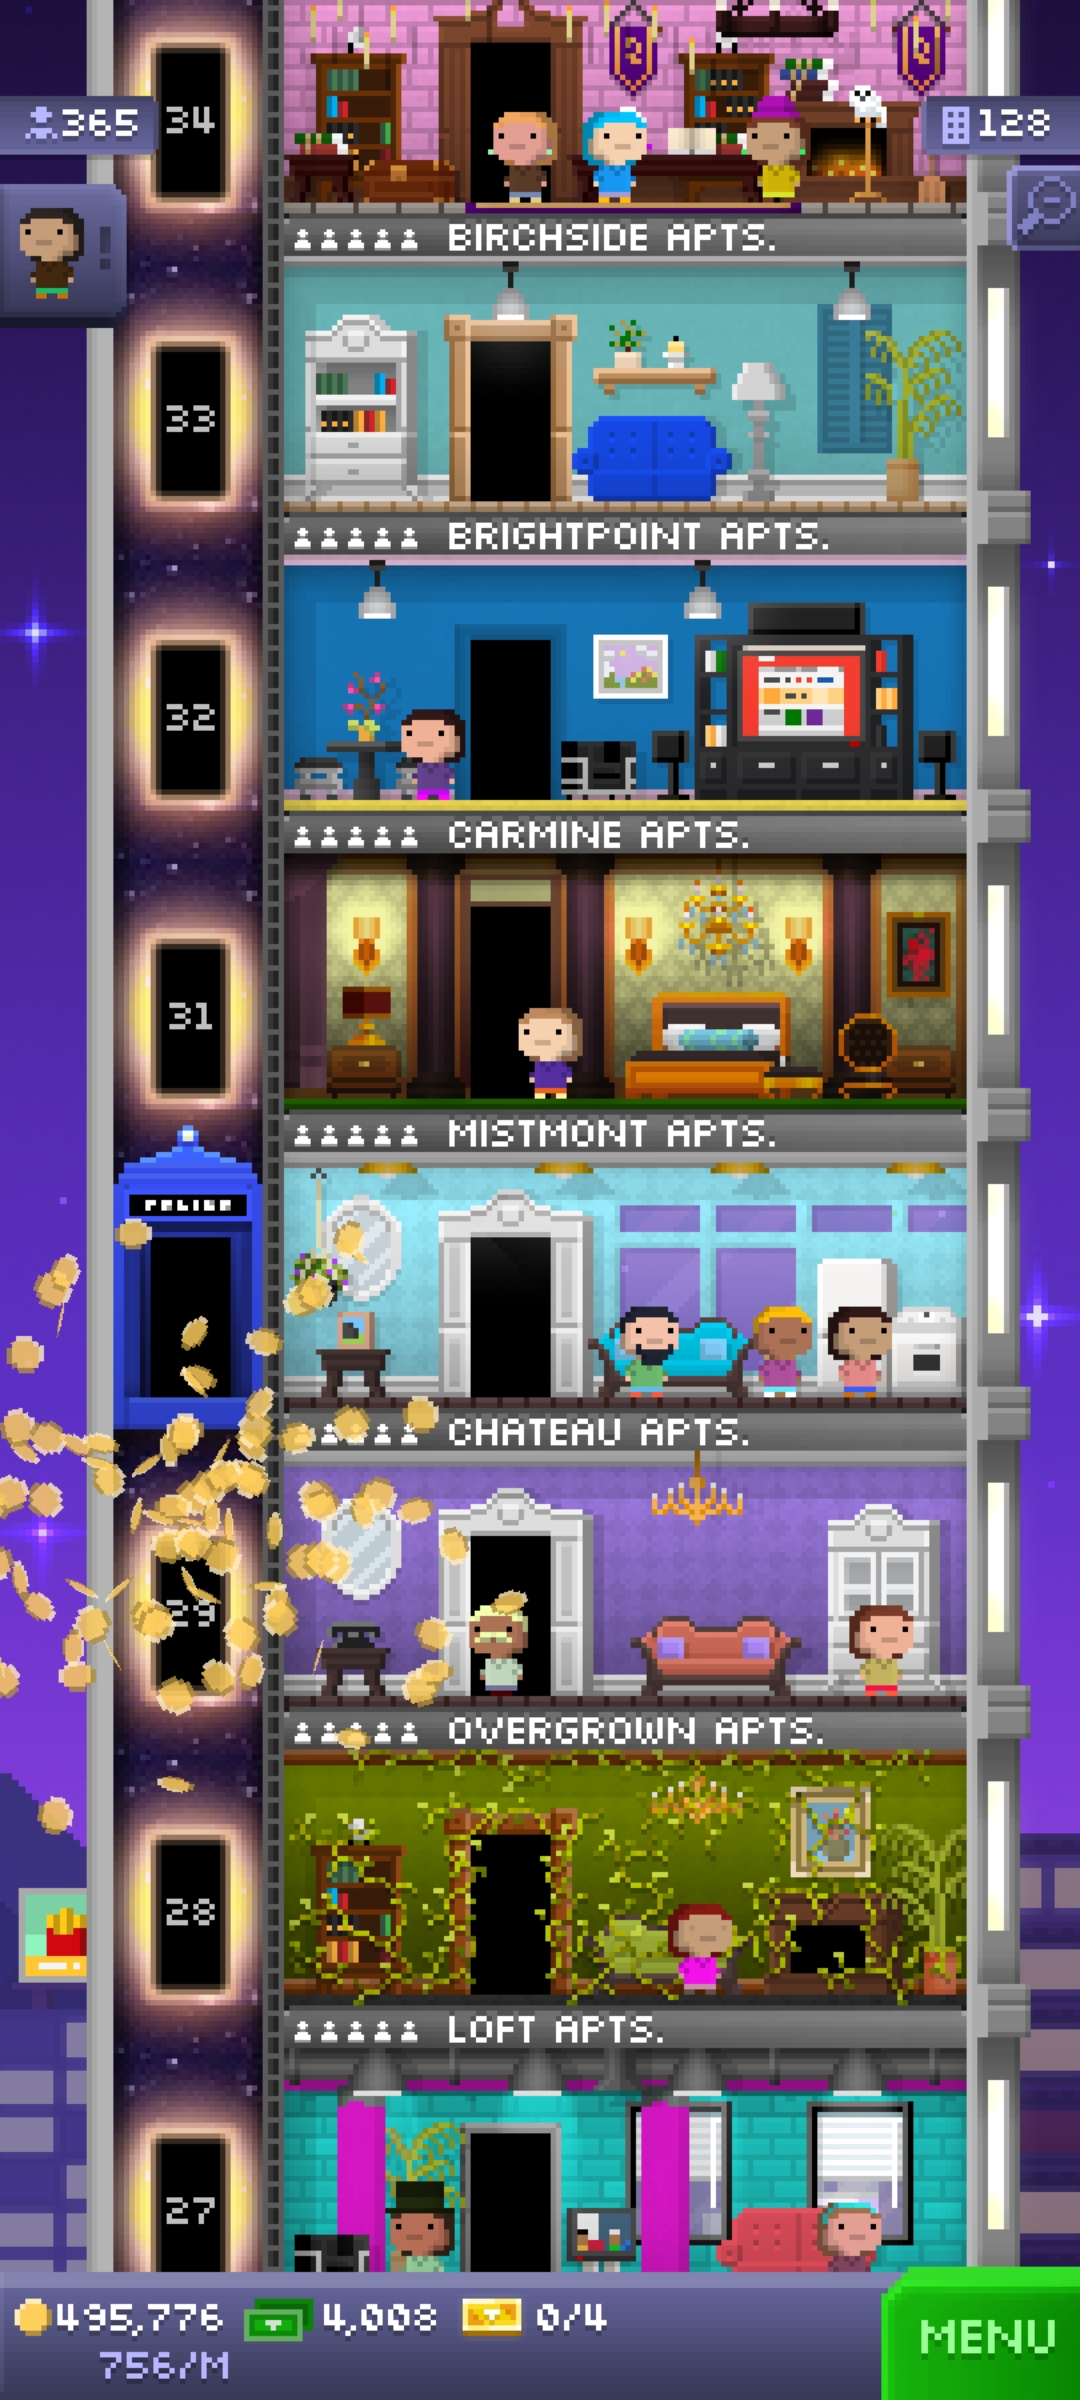 34
365
128
!
BIRCHSIDE APTS.
33
BRIGHTPOINT APTS.
32
CARMINE APTS.
31
MISTMONT APTS.
POLICE
CHATEAU APTS.
29
OVERGROWN APTS.
28
LOFT APTS.
27
495,776 4,008 0/4
756/M
MENU